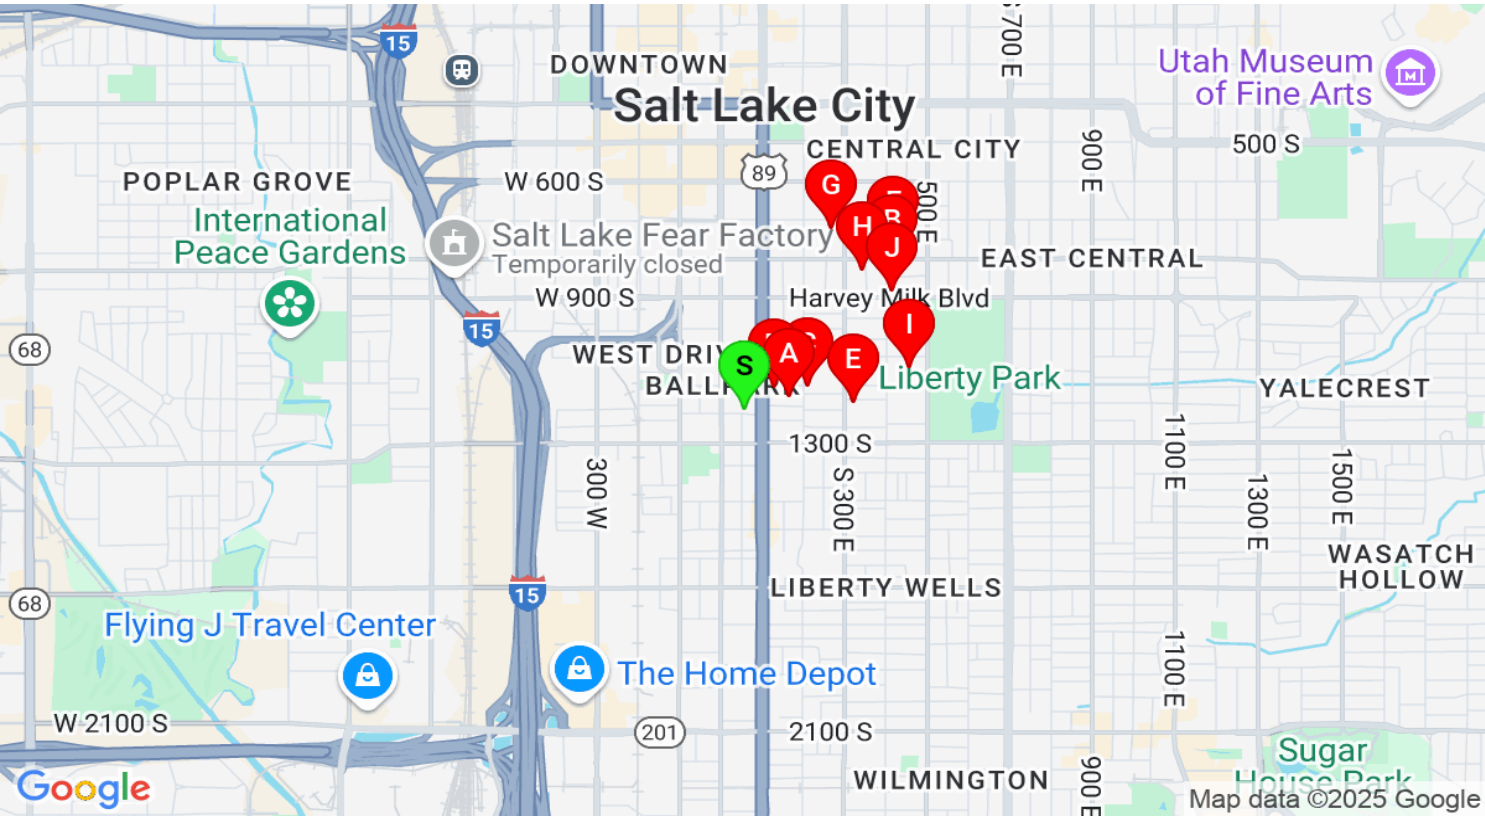 S 700 E
15
DOWNTOWN
Utah Museum
of Fine Arts
Salt Lake City
900 E
500 S
CENTRAL CITY
89
W 600 S
POPLAR GROVE
G
500 E
B
H
J
International
Peace Gardens
Salt Lake Fear Factory
Temporarily closed
EAST CENTRAL
W 900 S
Harvey Milk Blvd
15
I
68
WEST
A
E
S
BALLPARK
Liberty Park
YALECREST
1300 S
1100 E
300 W
S 300 E
1300 E
1500 E
WASATCH
HOLLOW
15
LIBERTY WELLS
68
Flying J Travel Center
The Home Depot
1100 E
W 2100 S
201
2100 S
Sugar
House Park
WILMINGTON
900 E
Google
Map data ©2025 Google